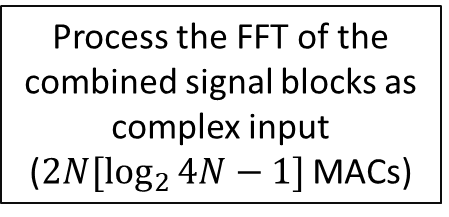 Process the FFT of the
combined signal blocks as
complex input
(2N[log₂ 4N − 1] MACs)